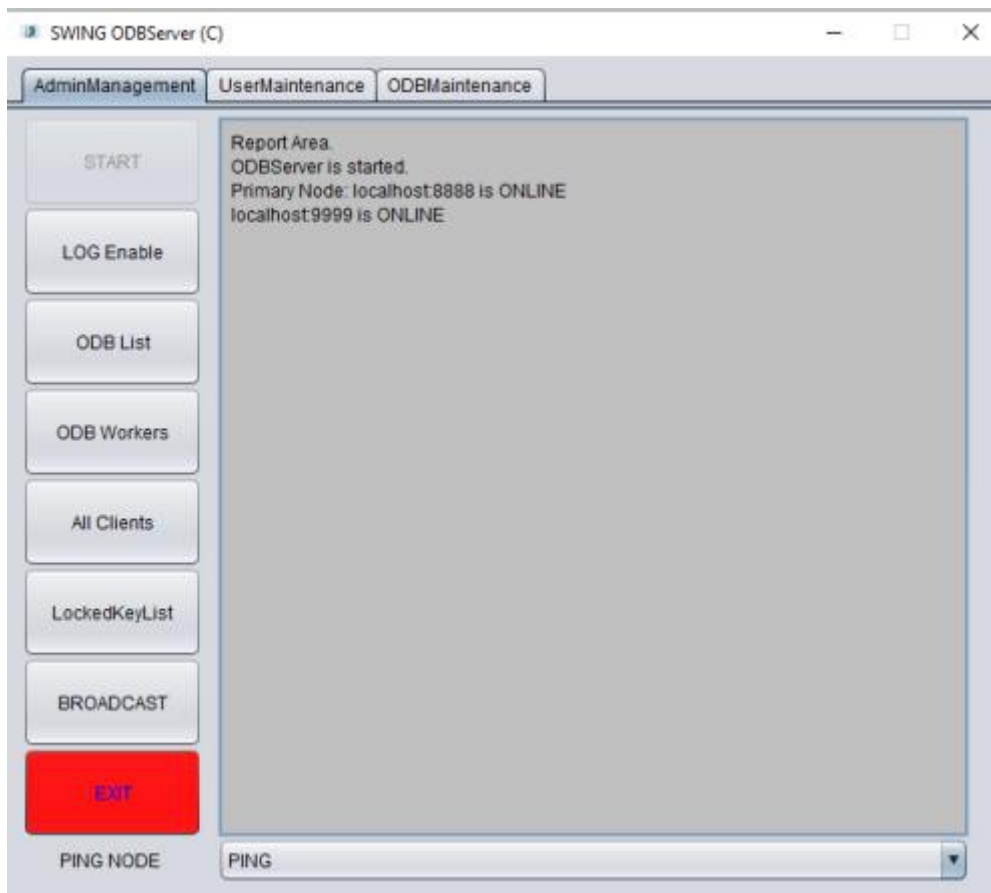 SWING ODBServer (C)
AdminManagement UserMaintenance ODBMaintenance
START
Report Area.
ODBServer is started.
Primary Node: localhost:8888 is ONLINE
localhost:9999 is ONLINE
LOG Enable
ODB List
ODB Workers
All Clients
LockedKeyList
BROADCAST
EXIT
PING NODE PING